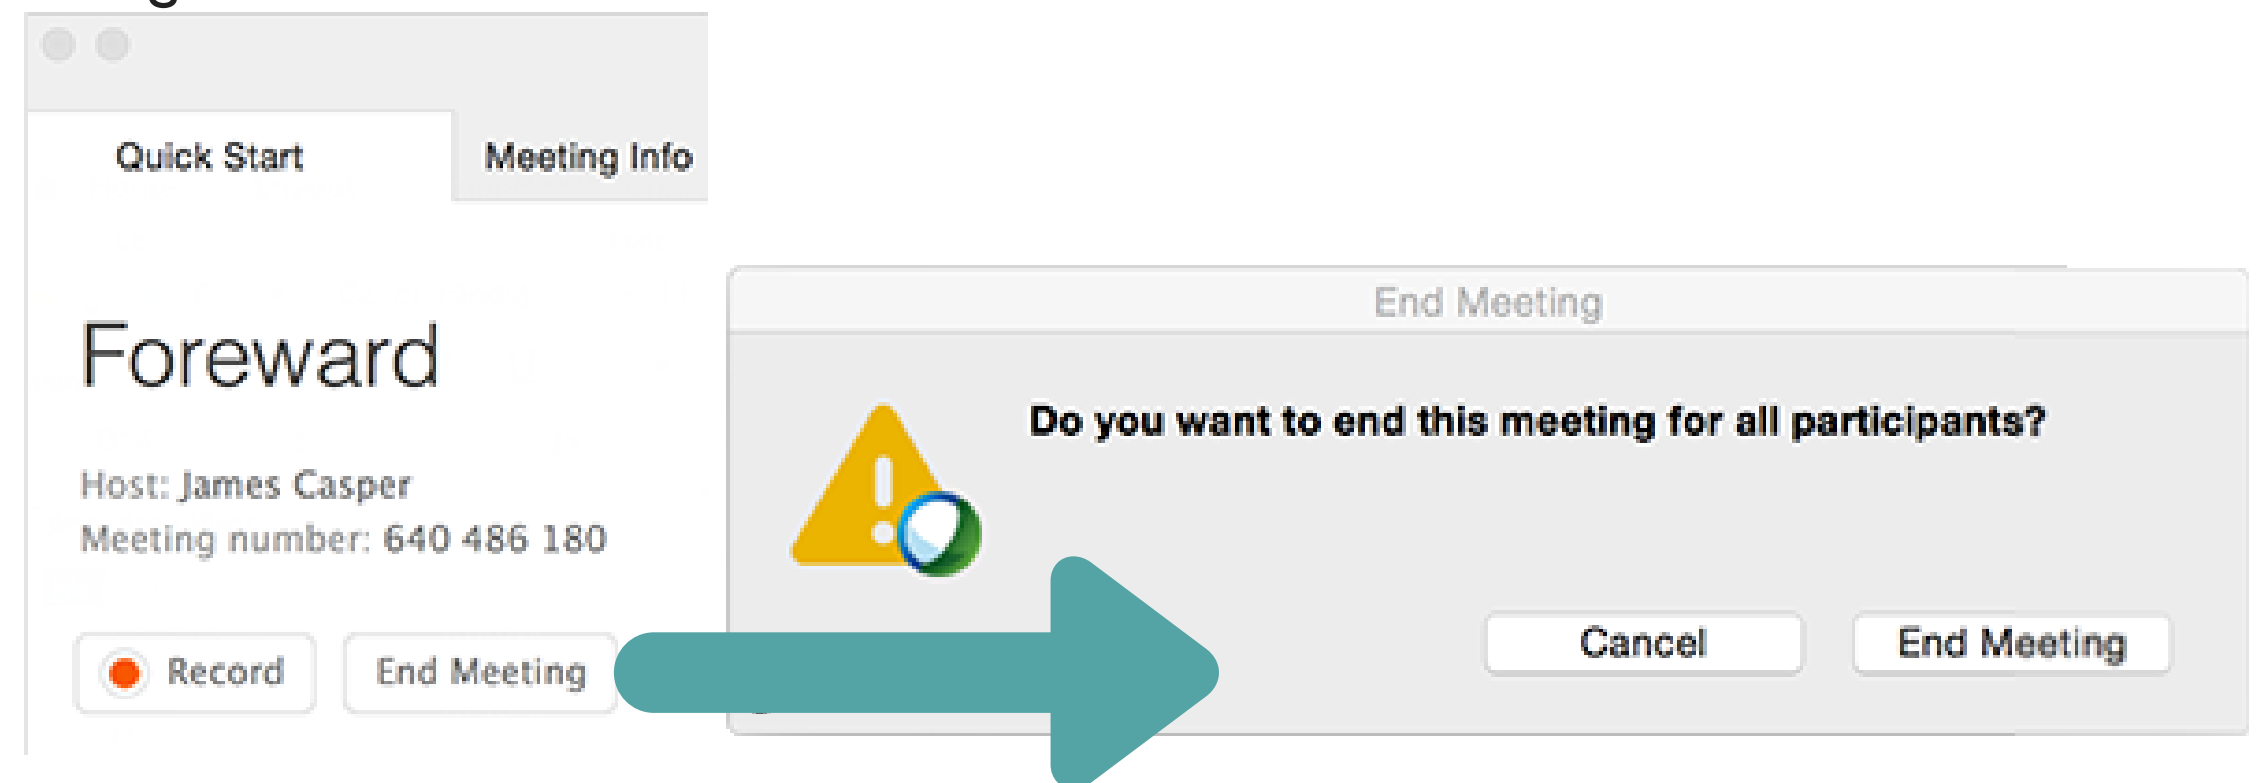 Quick Start
Meeting Info
Foreward
Host: James Casper
Meeting number: 640 486 180
Record
End Meeting
End Meeting
Do you want to end this meeting for all participants?
Cancel
End Meeting